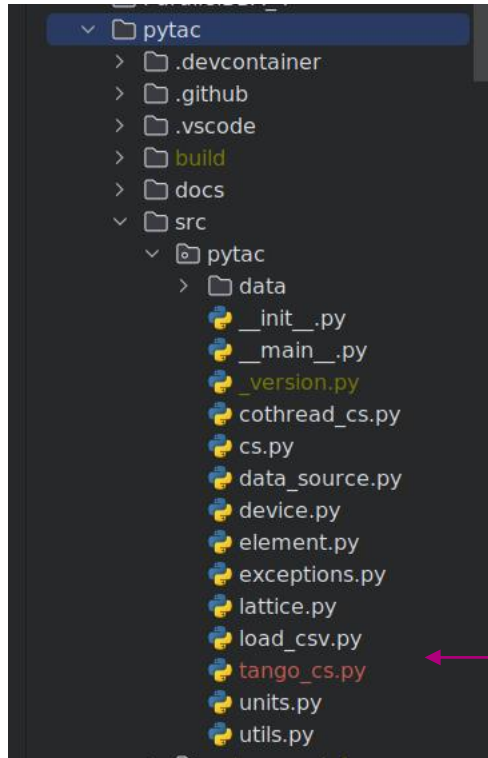 pytac
.devcontainer
.github
.vscode
build
docs
src
pytac
data
__init__.py
__main__.py
_version.py
cothread_cs.py
cs.py
data_source.py
device.py
element.py
exceptions.py
lattice.py
load_csv.py
tango_cs.py
units.py
utils.py